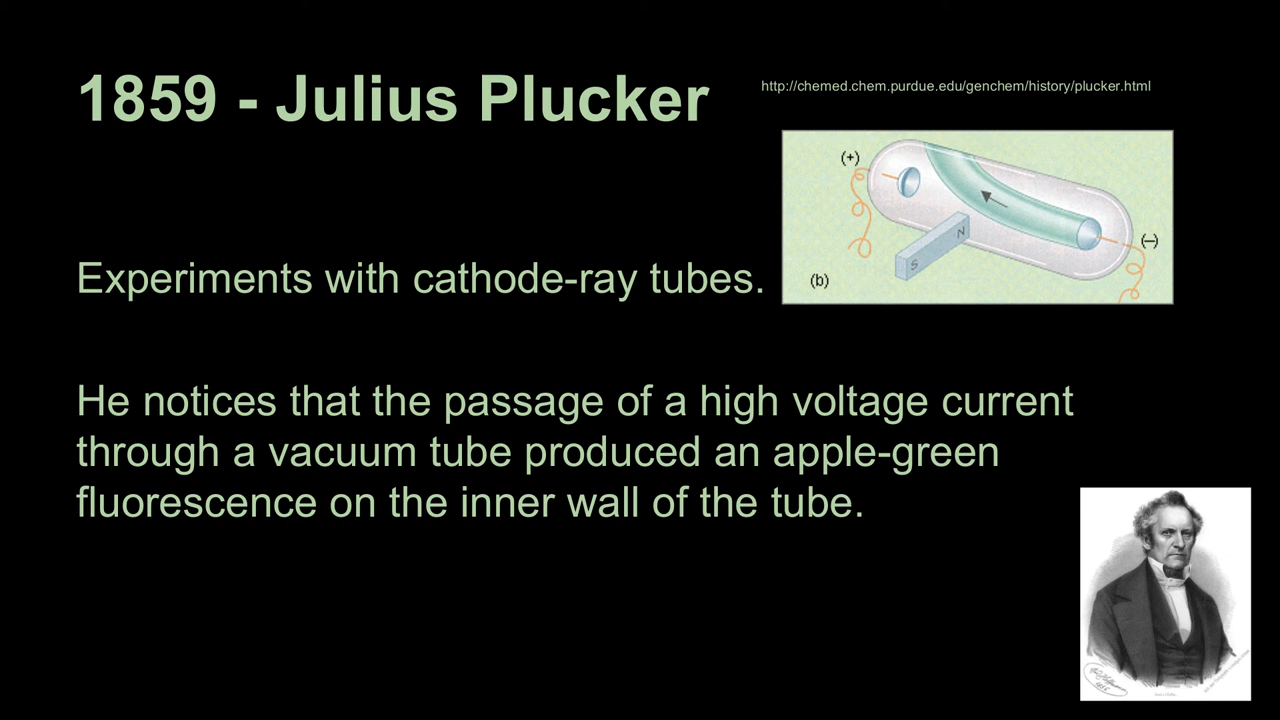 1859 - Julius Plucker
http://chemed.chem.purdue.edu/genchem/history/plucker.html
(+)
N
S
(−)
(b)
Experiments with cathode-ray tubes.
He notices that the passage of a high voltage current
through a vacuum tube produced an apple-green
fluorescence on the inner wall of the tube.